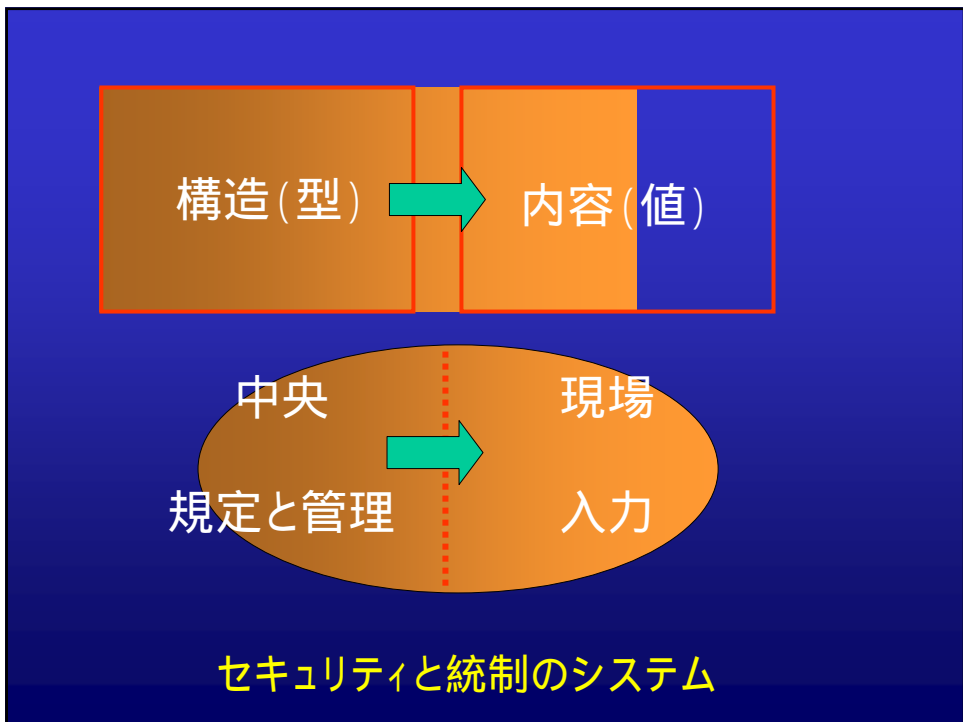 構造(型) 内容(値)
中央 現場
規定と管理 入力
セキュリティと統制のシステム